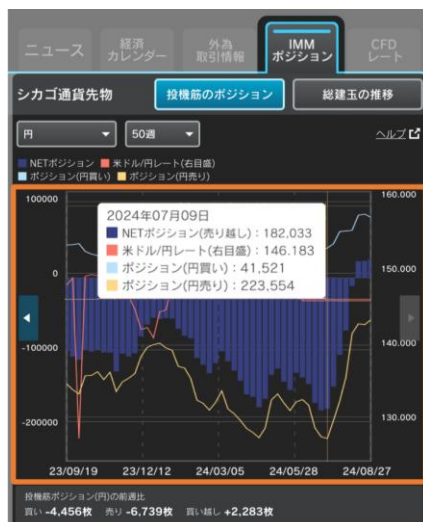 ニュース
経済
カレンダー
外為
取引情報
IMM
ポジション
CFD
レート
シカゴ通貨先物
投機筋のポジション
総建玉の推移
円
50週
ヘルプ
NETポジション 米ドル/円レート(右目盛)
ポジション(円買い) ポジション(円売り)
100000
160.000
2024年07月09日
NETポジション(売り越し)：182,033
米ドル/円レート(右目盛)：146.183
ポジション(円買い)：41,521
ポジション(円売り)：223,554
0
150.000
-100000
140.000
-200000
130.000
23/09/19 23/12/12 24/03/05 24/05/28 24/08/27
投機筋ポジション(円)の前週比
買い -4,456枚 売り -6,739枚 買い越し +2,283枚